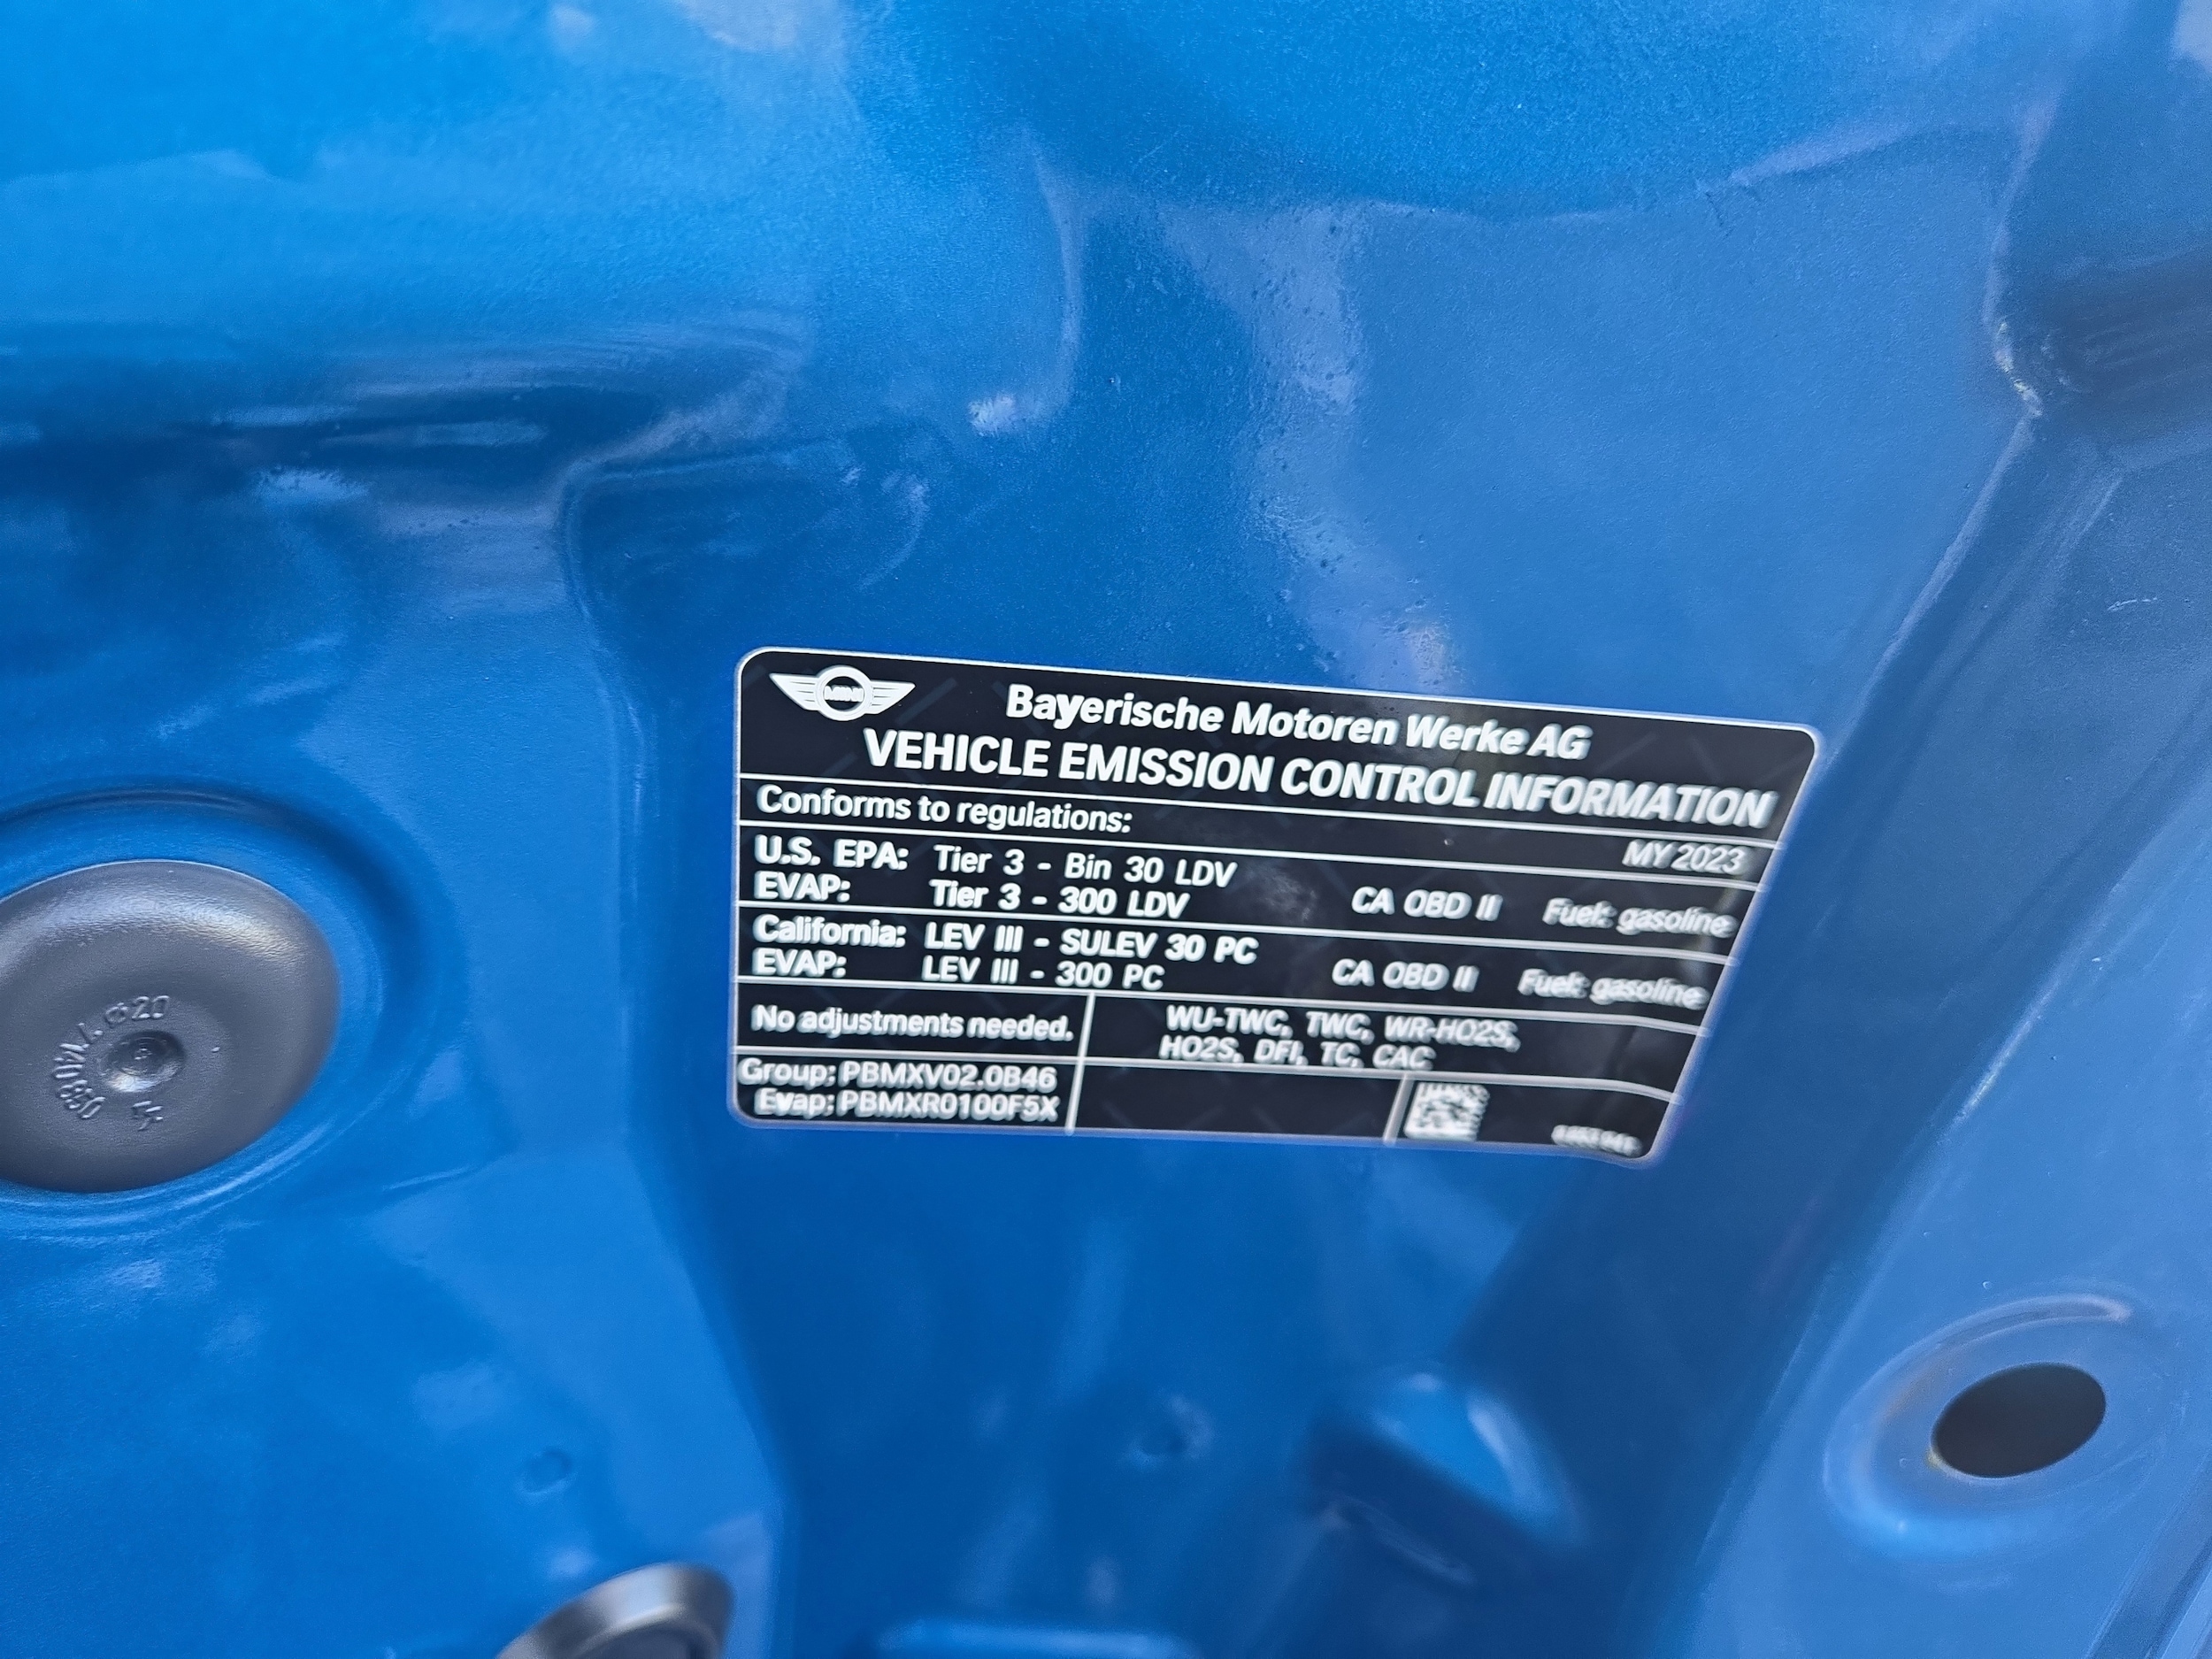 MINI
Bayerische Motoren Werke AG
VEHICLE EMISSION CONTROL INFORMATION
Conforms to regulations:
MY 2023
U.S. EPA: Tier 3 - Bin 30 LDV
EVAP: Tier 3 - 300 LDV
CA OBD II Fuel: gasoline
California: LEV III - SULEV 30 PC
EVAP: LEV III - 300 PC
CA OBD II Fuel: gasoline
No adjustments needed.
WU-TWC, TWC, WR-HO2S,
HO2S, DFI, TC, CAC
Group: PBMXV02.0B46
Evap: PBMXR0100F5X